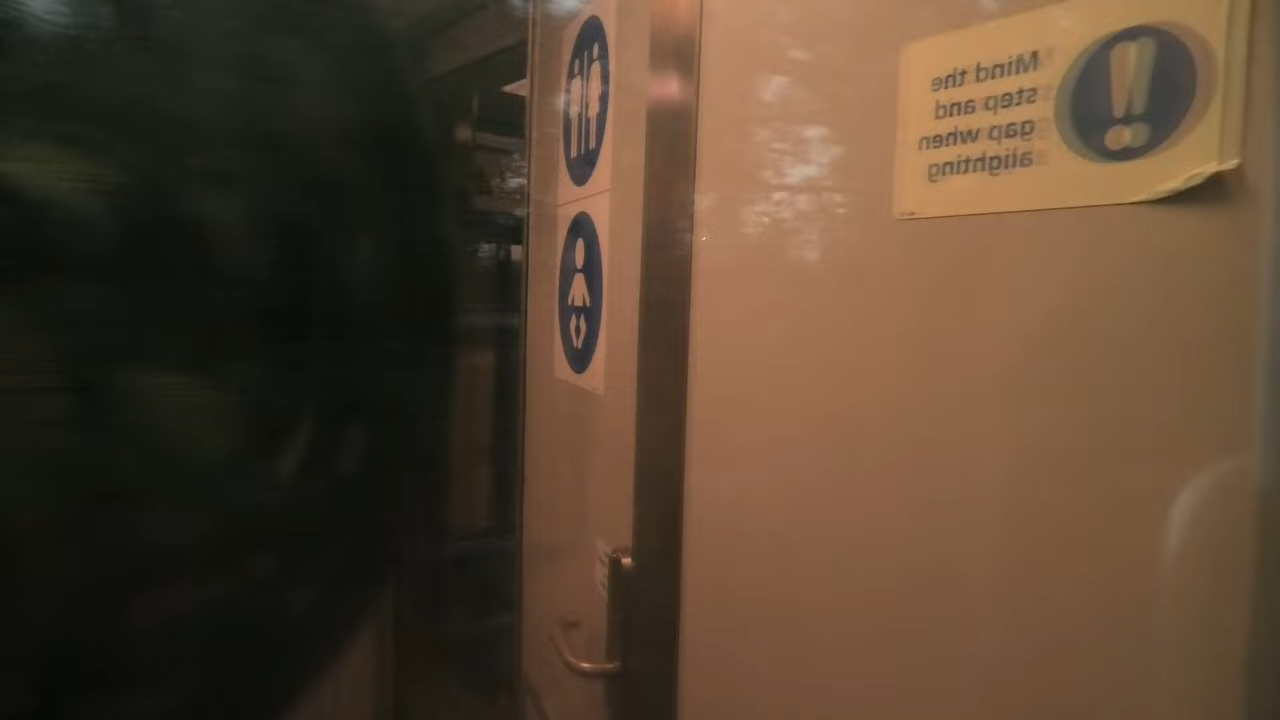 Mind the
step and
gap when
alighting